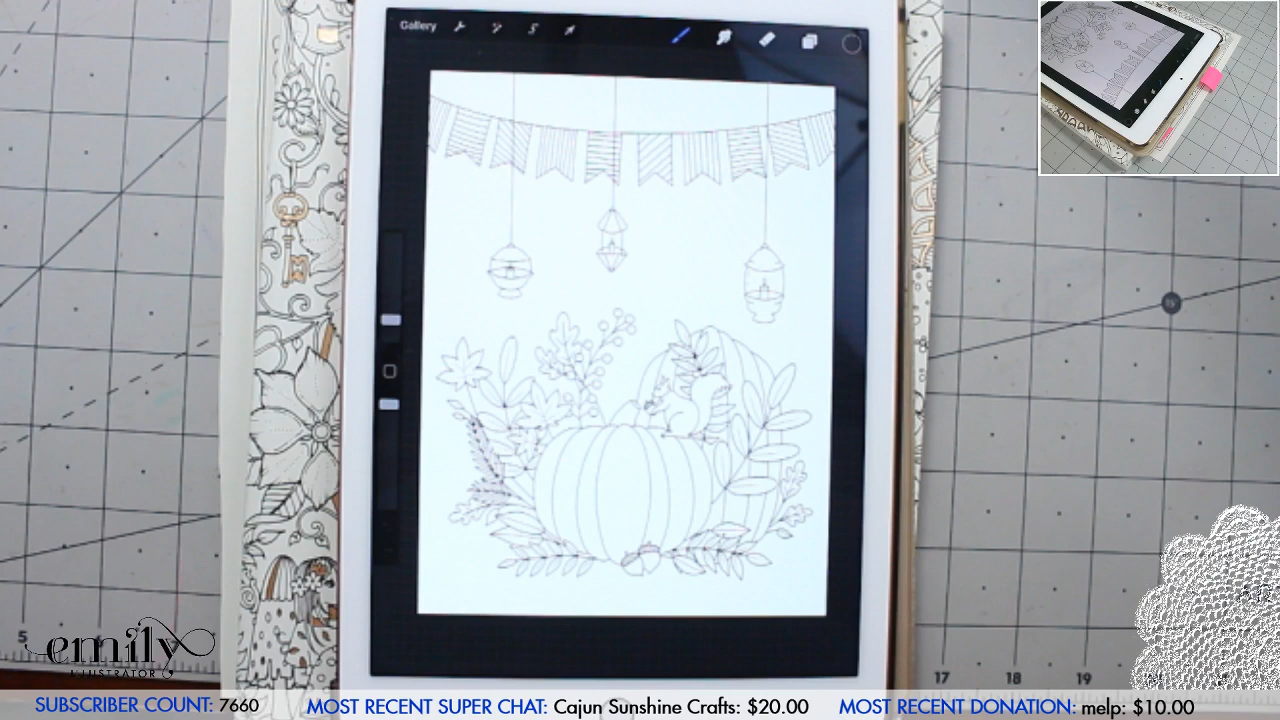 Gallery
5
emily
ILLUSTRATOR
17
18
19
SUBSCRIBER COUNT: 7660
MOST RECENT SUPER CHAT: Cajun Sunshine Crafts: $20.00
MOST RECENT DONATION: melp: $10.00